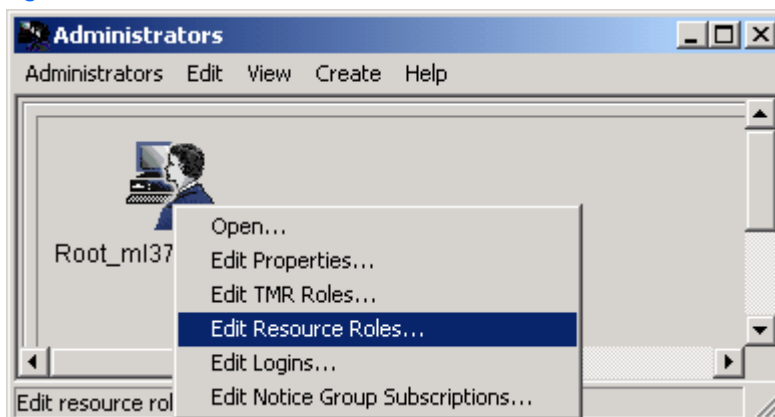 Administrators
Administrators Edit View Create Help
Root_ml37
Open...
Edit Properties...
Edit TMR Roles...
Edit Resource Roles...
Edit Logins...
Edit Notice Group Subscriptions...
Edit resource rol